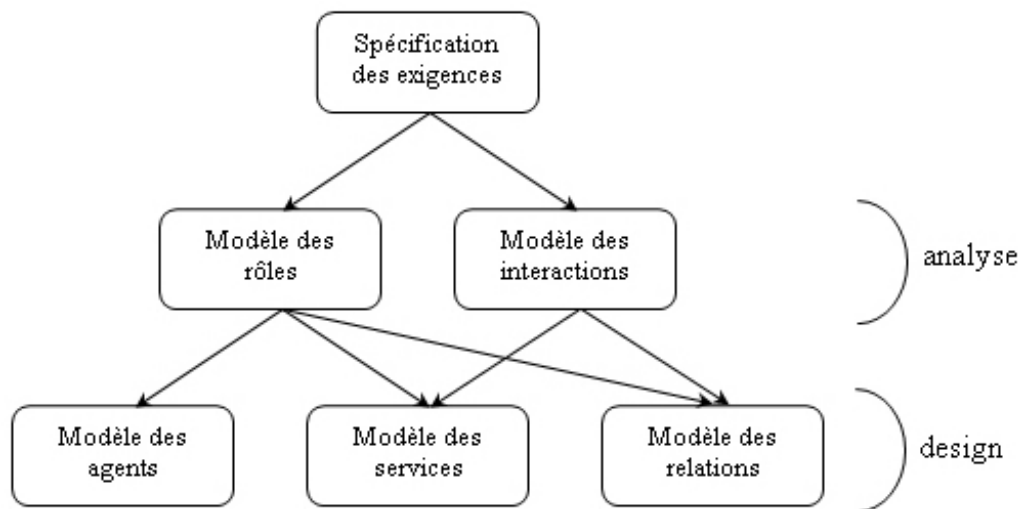 Spécification
des exigences
Modèle des
rôles
Modèle des
interactions
analyse
Modèle des
agents
Modèle des
services
Modèle des
relations
design